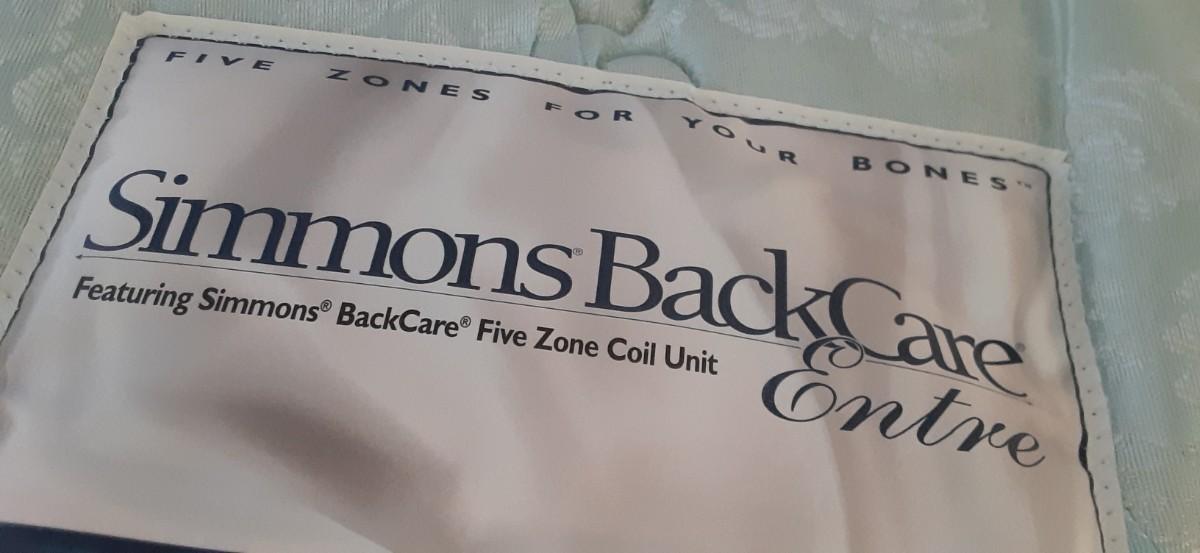 FIVE ZONES FOR YOUR BONES™
Simmons® BackCare®
Featuring Simmons® BackCare® Five Zone Coil Unit
Entre